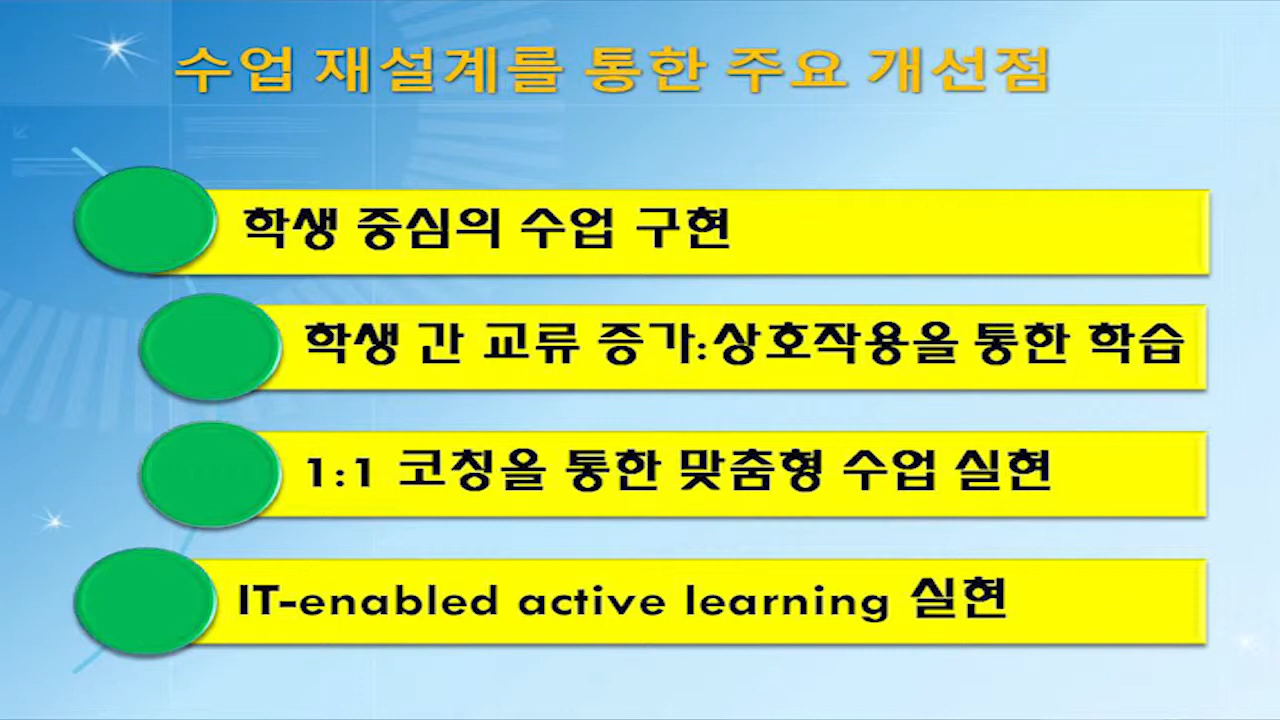 수업 재설계를 통한 주요 개선점
학생 중심의 수업 구현
학생 간 교류 증가:상호작용을 통한 학습
1:1 코칭을 통한 맞춤형 수업 실현
IT-enabled active learning 실현